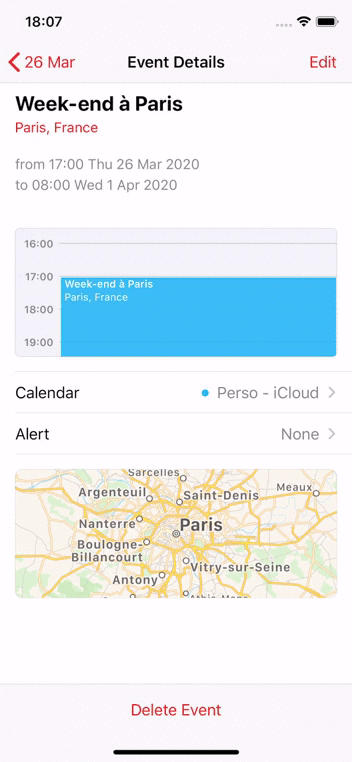 18:07
26 Mar
Event Details
Edit
Week-end à Paris
Paris, France
from 17:00 Thu 26 Mar 2020
to 08:00 Wed 1 Apr 2020
16:00
17:00
Week-end à Paris
Paris, France
18:00
19:00
Calendar
Perso - iCloud
Alert
None
Sarcelles
Meaux
Argenteuil
Saint-Denis
Nanterre
Paris
Boulogne-
Billancourt
Vitry-sur-Seine
Antony
Delete Event